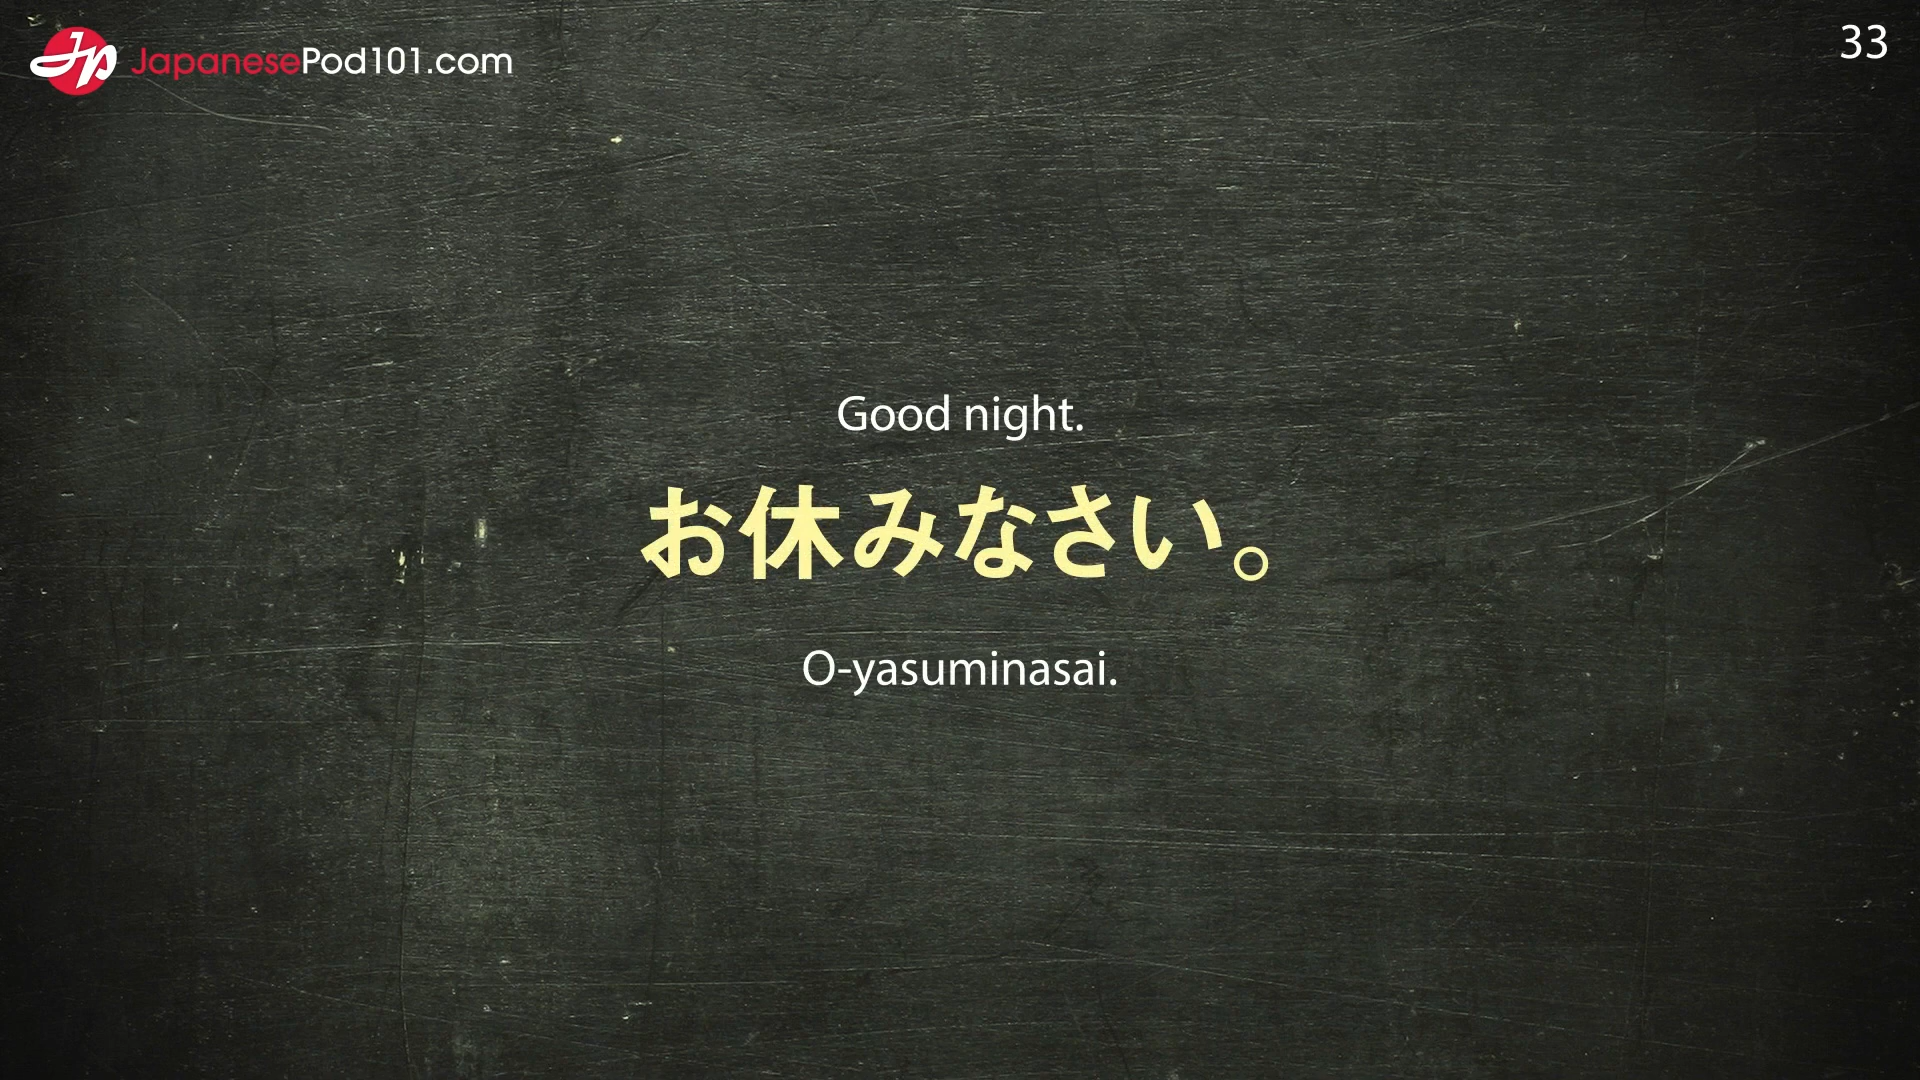 JapanesePod101.com
33
Good night.
お休みなさい。
O-yasuminasai.